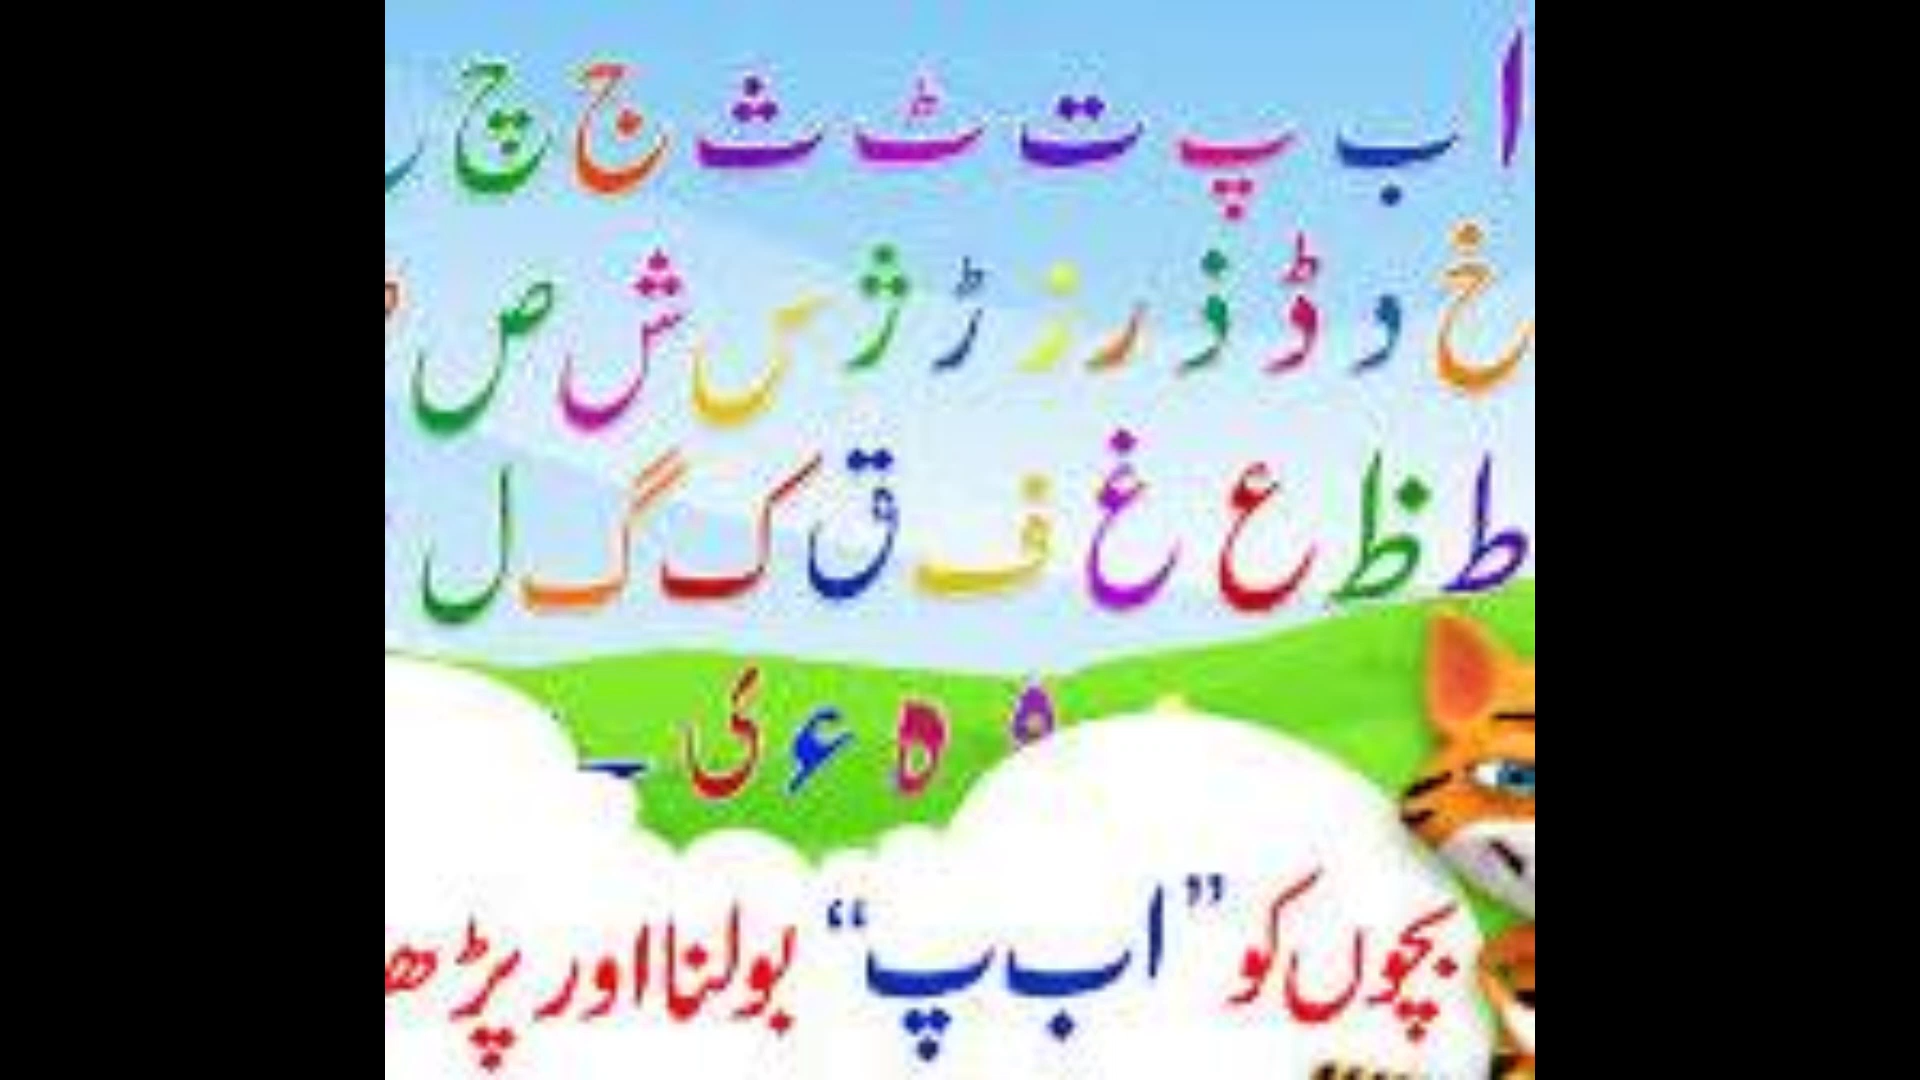 ا ب پ ت ٹ ث ج چ
خ د ڈ ذ ر ز ڑ ژ س ش ص
ط ظ ع غ ف ق ک گ ل
ہ ء ی
بچوں کو ”ا ب پ“ بولنا اور پڑھ